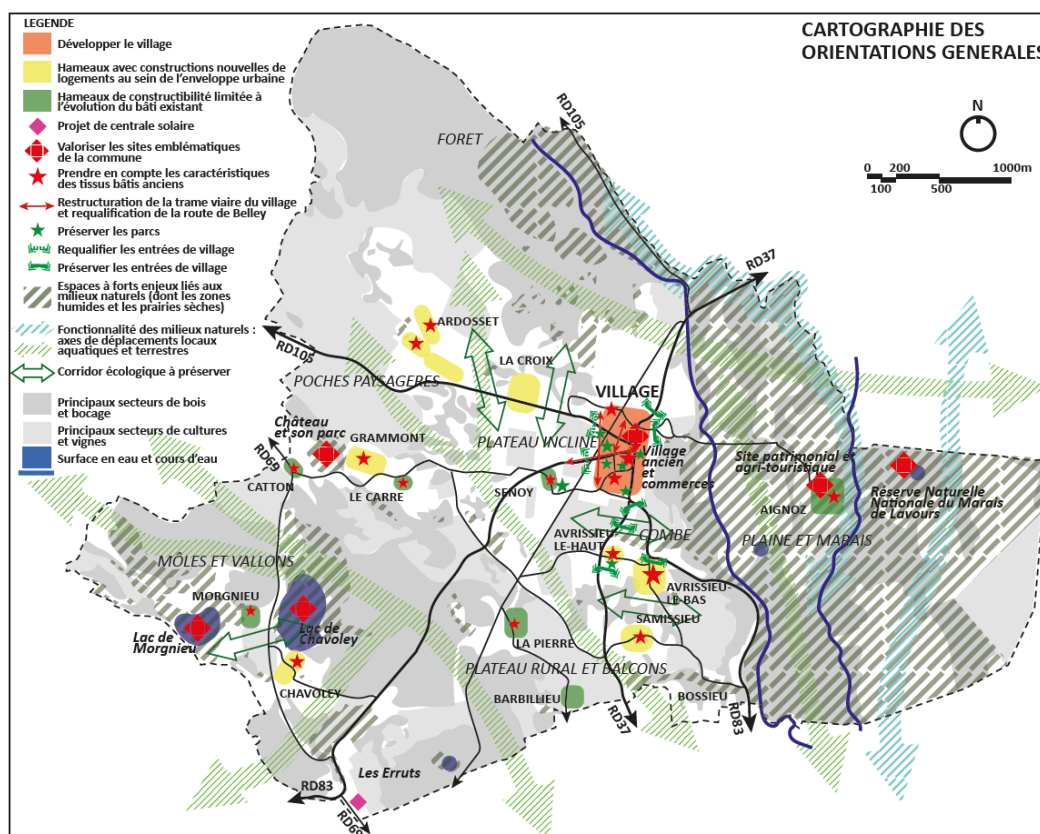 LEGENDE
Développer le village
Hameaux avec constructions nouvelles de
logements au sein de l'enveloppe urbaine
Hameaux de constructibilité limitée à
l'évolution du bâti existant
Projet de centrale solaire
Valoriser les sites emblématiques
de la commune
Prendre en compte les caractéristiques
des tissus bâtis anciens
Restructuration de la trame viaire du village
et requalification de la route de Belley
Préserver les parcs
Requalifier les entrées de village
Préserver les entrées de village
Espaces à forts enjeux liés aux
milieux naturels (dont les zones
humides et les prairies sèches)
Fonctionnalité des milieux naturels :
axes de déplacements locaux
aquatiques et terrestres
Corridor écologique à préserver
Principaux secteurs de bois
et bocage
Principaux secteurs de cultures
et vignes
Surface en eau et cours d'eau
CARTOGRAPHIE DES
ORIENTATIONS GENERALES
N
0 200 1000m
100 500
RD105
FORET
RD37
ARDOSSET
RD105
LA CROIX
POCHES PAYSAGERES
VILLAGE
Château
et son parc
GRAMMONT
PLATEAU INCLINE
Village
ancien
et
commerces
RD69
CATTON
LE CARRE
SENOY
Site patrimonial et
agri-touristique
AIGNOZ
Réserve Naturelle
Nationale du Marais
de Lavours
AVRISSIEU-
LE-HAUT
COMBE
PLAINE ET MARAIS
MÔLES ET VALLONS
MORGNIEU
AVRISSIEU-
LE-BAS
SAMISSIEU
Lac de
Morgnieu
Lac de
Chavoley
LA PIERRE
PLATEAU RURAL ET BALCONS
CHAVOLEY
BARBILLIEU
BOSSIEU
RD37
RD83
Les Erruts
RD83
RD69